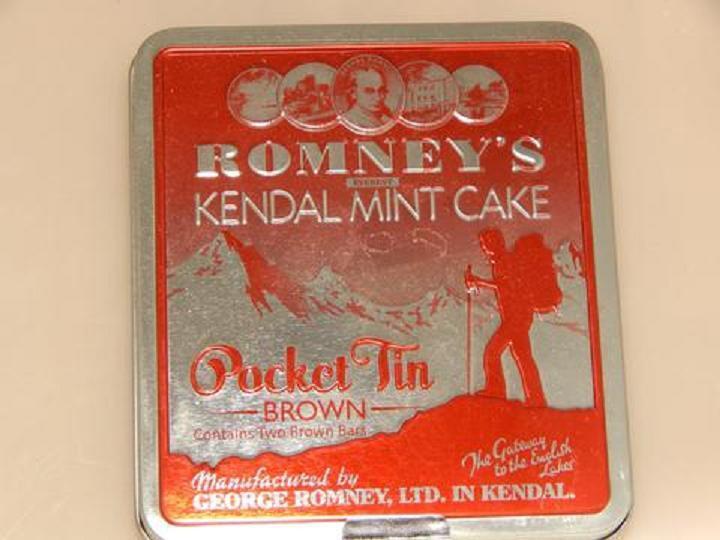 ROMNEY'S
EVEREST
KENDAL MINT CAKE
Pocket Tin
BROWN
Contains Two Brown Bars
The Gateway
to the English
Lakes
Manufactured by
GEORGE ROMNEY, LTD. IN KENDAL.